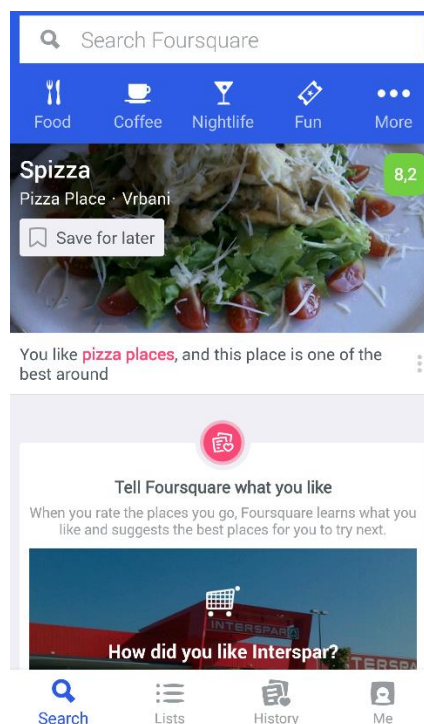 Search Foursquare
Food Coffee Nightlife Fun More
Spizza
8,2
Pizza Place · Vrbani
Save for later
You like pizza places, and this place is one of the
best around
Tell Foursquare what you like
When you rate the places you go, Foursquare learns what you
like and suggests the best places for you to try next.
INTERSPAR
How did you like Interspar?
TERSPA
Search Lists History Me